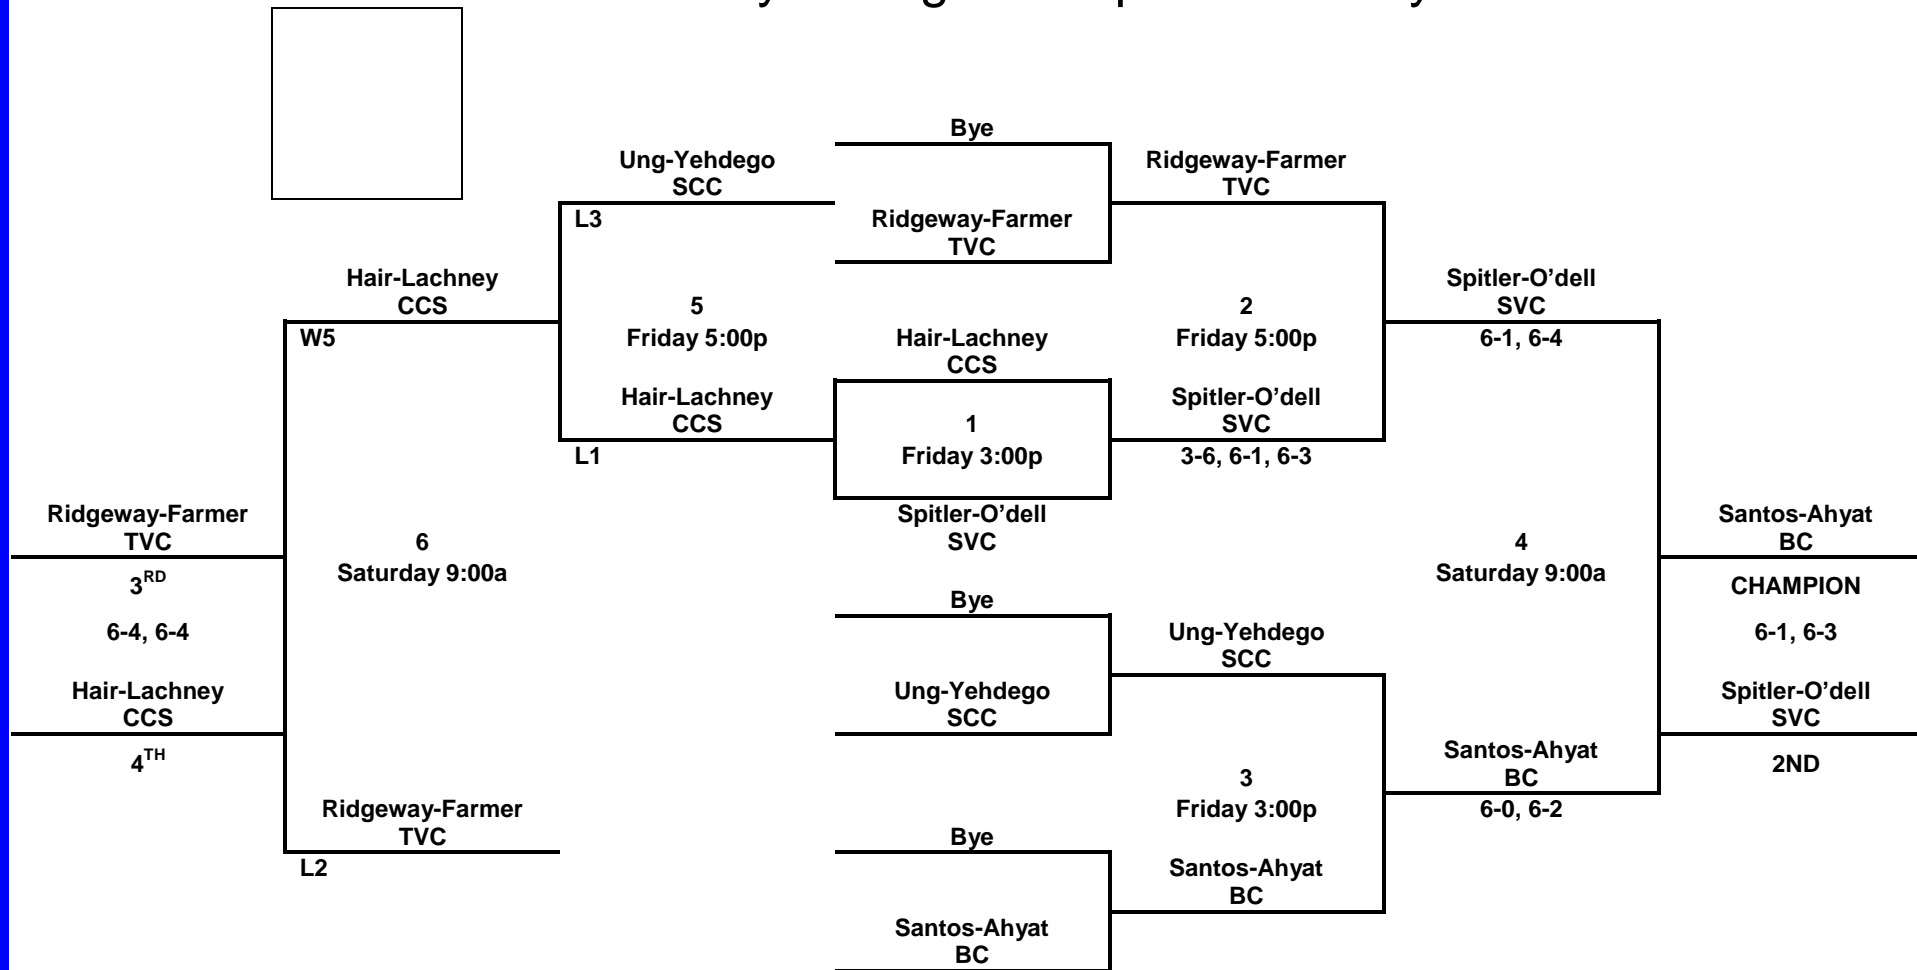 Bye
Ung-Yehdego
SCC
Ridgeway-Farmer
TVC
L3
Ridgeway-Farmer
TVC
Hair-Lachney
CCS
Spitler-O’dell
SVC
5
2
W5
Friday 5:00p
Hair-Lachney
CCS
Friday 5:00p
6-1, 6-4
Hair-Lachney
CCS
Spitler-O’dell
SVC
1
L1
Friday 3:00p
3-6, 6-1, 6-3
Ridgeway-Farmer
TVC
Spitler-O’dell
SVC
Santos-Ahyat
BC
6
4
Saturday 9:00a
Saturday 9:00a
3RD
CHAMPION
Bye
6-4, 6-4
Ung-Yehdego
SCC
6-1, 6-3
Hair-Lachney
CCS
Ung-Yehdego
SCC
Spitler-O’dell
SVC
4TH
Santos-Ahyat
BC
2ND
3
Ridgeway-Farmer
TVC
Friday 3:00p
6-0, 6-2
Bye
L2
Santos-Ahyat
BC
Santos-Ahyat
BC